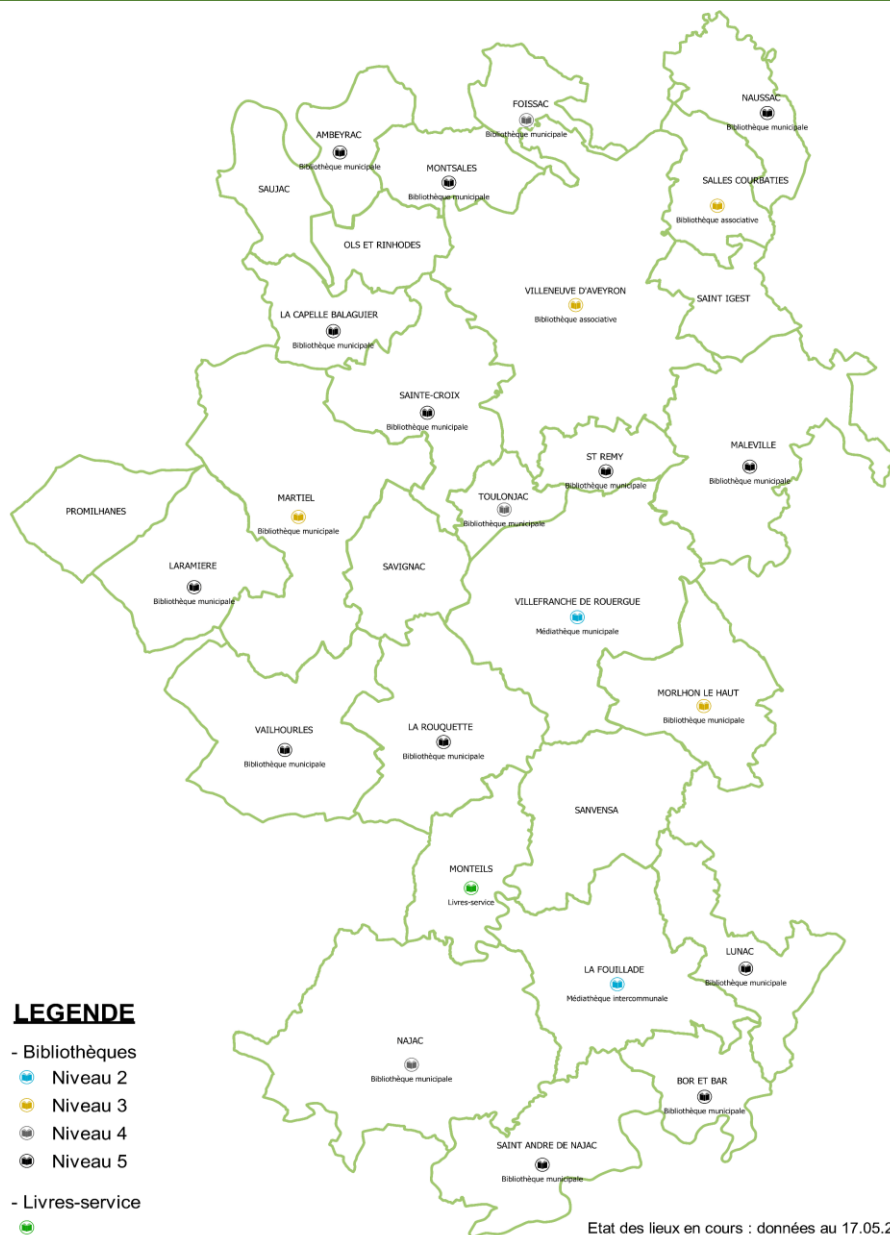 FOISSAC
Bibliothèque municipale
NAUSSAC
Bibliothèque municipale
AMBEYRAC
Bibliothèque municipale
MONTSALES
Bibliothèque municipale
SALLES COURBATIES
Bibliothèque associative
SAUJAC
OLS ET RINHODES
VILLENEUVE D'AVEYRON
Bibliothèque associative
SAINT IGEST
LA CAPELLE BALAGUIER
Bibliothèque municipale
SAINTE-CROIX
Bibliothèque municipale
ST REMY
Bibliothèque municipale
MALEVILLE
Bibliothèque municipale
TOULONJAC
Bibliothèque municipale
MARTIEL
Bibliothèque municipale
PROMILHANES
LARAMIERE
Bibliothèque municipale
SAVIGNAC
VILLEFRANCHE DE ROUERGUE
Médiathèque municipale
MORLHON LE HAUT
Bibliothèque municipale
VAILHOURLES
Bibliothèque municipale
LA ROUQUETTE
Bibliothèque municipale
SANVENSA
MONTEILS
Livres-service
LUNAC
Bibliothèque municipale
LA FOUILLADE
Médiathèque intercommunale
NAJAC
Bibliothèque municipale
BOR ET BAR
Bibliothèque municipale
SAINT ANDRE DE NAJAC
Bibliothèque municipale
LEGENDE
- Bibliothèques
Niveau 2
Niveau 3
Niveau 4
Niveau 5
- Livres-service
Etat des lieux en cours : données au 17.05.2